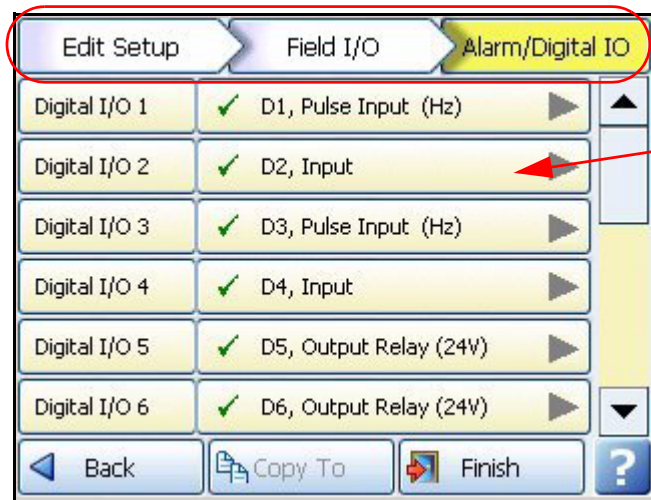 Edit Setup Field I/O Alarm/Digital IO
Digital I/O 1 D1, Pulse Input (Hz)
Digital I/O 2 D2, Input
Digital I/O 3 D3, Pulse Input (Hz)
Digital I/O 4 D4, Input
Digital I/O 5 D5, Output Relay (24V)
Digital I/O 6 D6, Output Relay (24V)
Back Copy To Finish ?